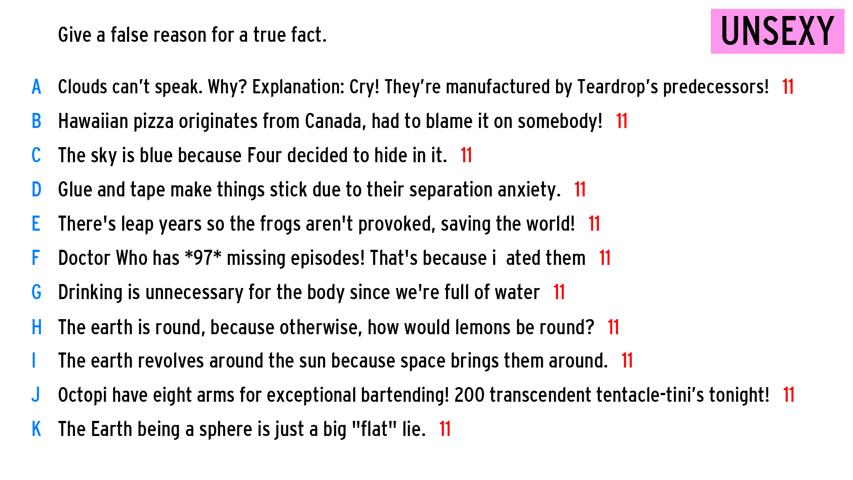 Give a false reason for a true fact.
UNSEXY
A Clouds can't speak. Why? Explanation: Cry! They're manufactured by Teardrop's predecessors! 11
B Hawaiian pizza originates from Canada, had to blame it on somebody! 11
C The sky is blue because Four decided to hide in it. 11
D Glue and tape make things stick due to their separation anxiety. 11
E There's leap years so the frogs aren't provoked, saving the world! 11
F Doctor Who has *97* missing episodes! That's because i ated them 11
G Drinking is unnecessary for the body since we're full of water 11
H The earth is round, because otherwise, how would lemons be round? 11
I The earth revolves around the sun because space brings them around. 11
J Octopi have eight arms for exceptional bartending! 200 transcendent tentacle-tini's tonight! 11
K The Earth being a sphere is just a big "flat" lie. 11